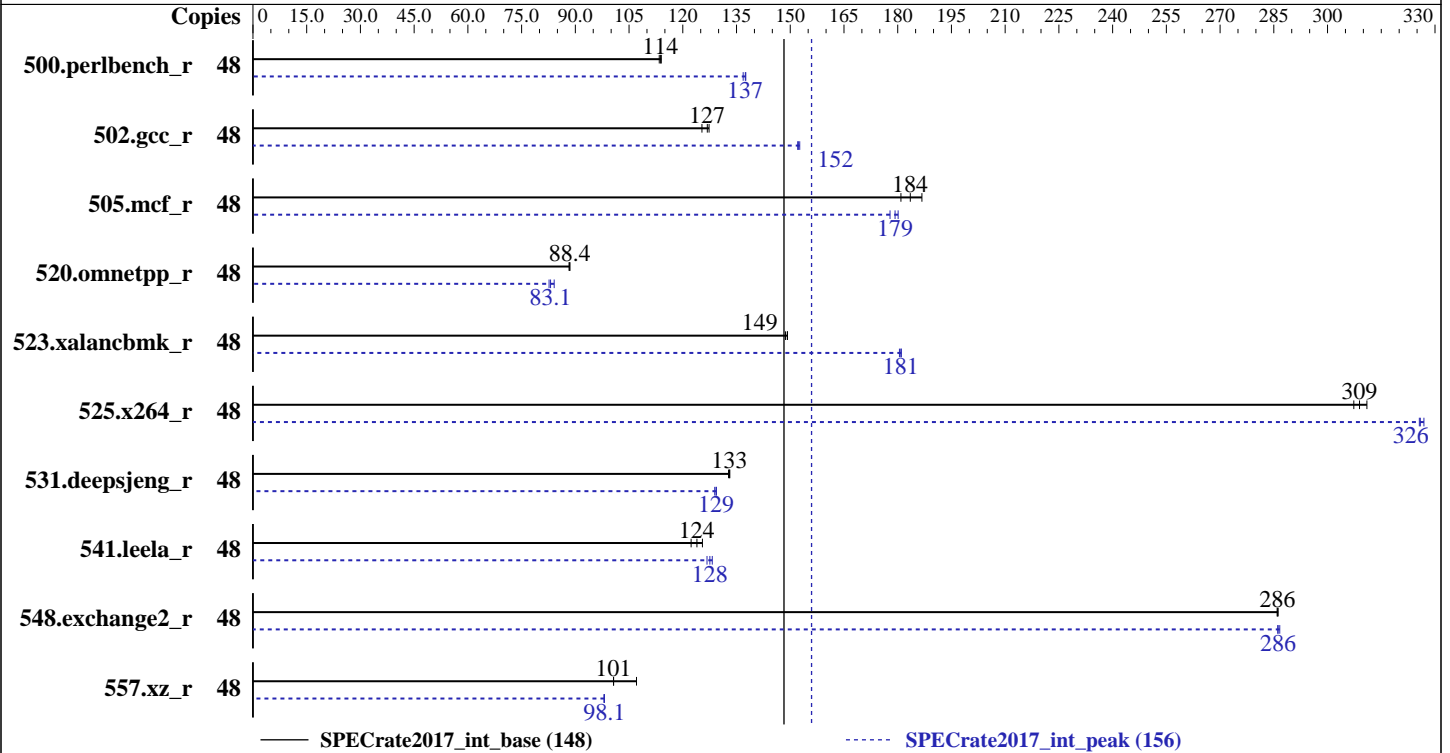 Copies 0 15.0 30.0 45.0 60.0 75.0 90.0 105 120 135 150 165 180 195 210 225 240 255 270 285 300 330
114
500.perlbench_r 48
137
127
502.gcc_r 48
152
184
505.mcf_r 48
179
88.4
520.omnetpp_r 48
83.1
149
523.xalancbmk_r 48
181
309
525.x264_r 48
326
133
531.deepsjeng_r 48
129
124
541.leela_r 48
128
286
548.exchange2_r 48
286
101
557.xz_r 48
98.1
SPECrate2017_int_base (148) SPECrate2017_int_peak (156)